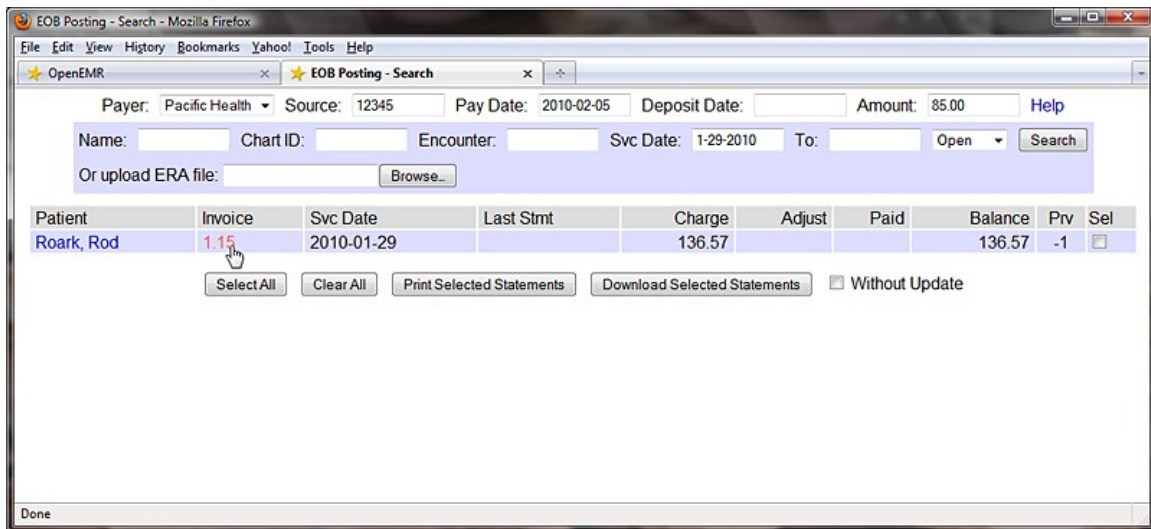 EOB Posting - Search - Mozilla Firefox
File Edit View History Bookmarks Yahoo! Tools Help
OpenEMR EOB Posting - Search
Payer: Pacific Health Source: 12345 Pay Date: 2010-02-05 Deposit Date: Amount: 85.00 Help
Name: Chart ID: Encounter: Svc Date: 1-29-2010 To: Open Search
Or upload ERA file: Browse...
Patient Invoice Svc Date Last Stmt Charge Adjust Paid Balance Prv Sel
Roark, Rod 1.15 2010-01-29 136.57 136.57 -1
Select All Clear All Print Selected Statements Download Selected Statements Without Update
Done